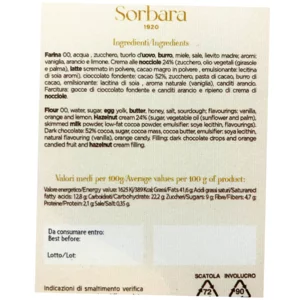 Sorbara
1920
Ingredienti/Ingredients:
Farina 00, acqua, zucchero, tuorlo d'uovo, burro, miele, sale, lievito madre; aromi:
vaniglia, arancio e limone. Crema alle nocciole 24% (zucchero, olio vegetale (girasole
e palma), latte scremato in polvere, cacao magro in polvere, emulsionante: lecitina
di soia aromi); cioccolato fondente: cacao 52%, zucchero, pasta di cacao, burro di
cacao, emulsionante: lecitina di soia, aroma naturale (vaniglia), canditi arancio.
Farcitura: gocce di cioccolato fondente e canditi arancio e ripieno di crema di
nocciole.
Flour 00, water, sugar, egg yolk, butter, honey, salt, sourdough; flavourings: vanilla,
orange and lemon. Hazelnut cream 24% (sugar, vegetable oil (sunflower and palm),
skimmed milk powder, low-fat cocoa powder, emulsifier: soya lecithin, flavourings).
Dark chocolate: 52% cocoa, sugar, cocoa mass, cocoa butter, emulsifier: soya lecithin,
natural flavouring (vanilla), orange candy. Filling dark chocolate drops and orange
candied fruit and hazelnut cream filling.
Valori medi per 100g/Average values per 100 g of product:
Valore energetico/Energy value: 1625 KJ/389 Kcal Grassi/Fats: 41,6 g; Acidi grassi saturi/Saturated
fatty acids: 12,8 g; Carboidrati/Carbohydrate: 22,2 g; Zuccheri/Sugars: 9 g; Fibre/Fibers: 4,7 g;
Proteine/Protein: 2,1 g; Sale/Salt: 0,35 g.
Da consumare entro:
Best before:
Lotto/Lot:
SCATOLA INVOLUCRO
72 90
Indicazioni di smaltimento verifica